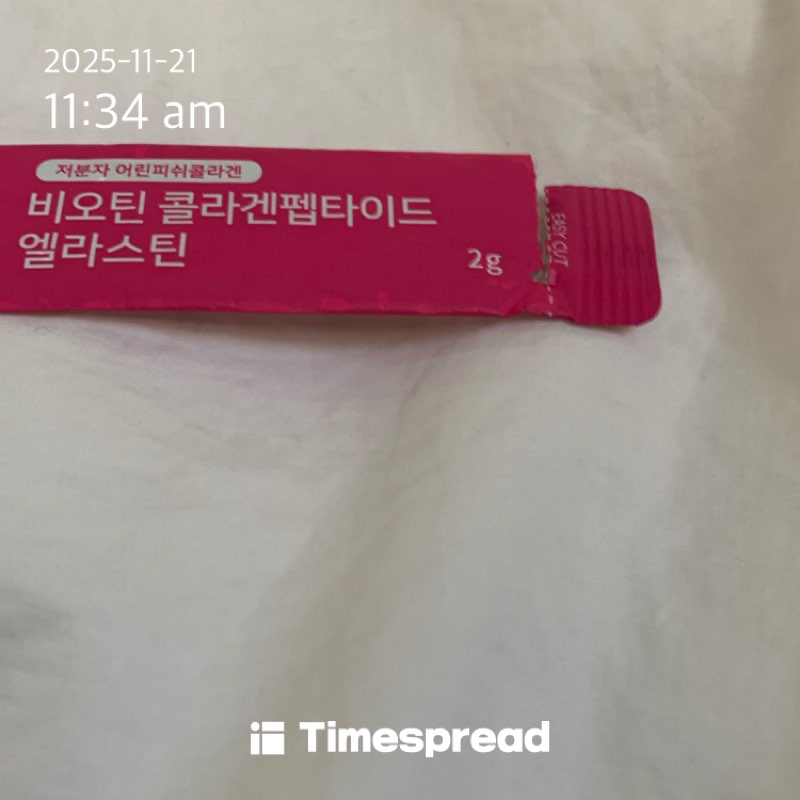 2025-11-21
11:34 am
저분자 어린피쉬콜라겐
비오틴 콜라겐펩타이드
엘라스틴
2g
EASY CUT
Timespread